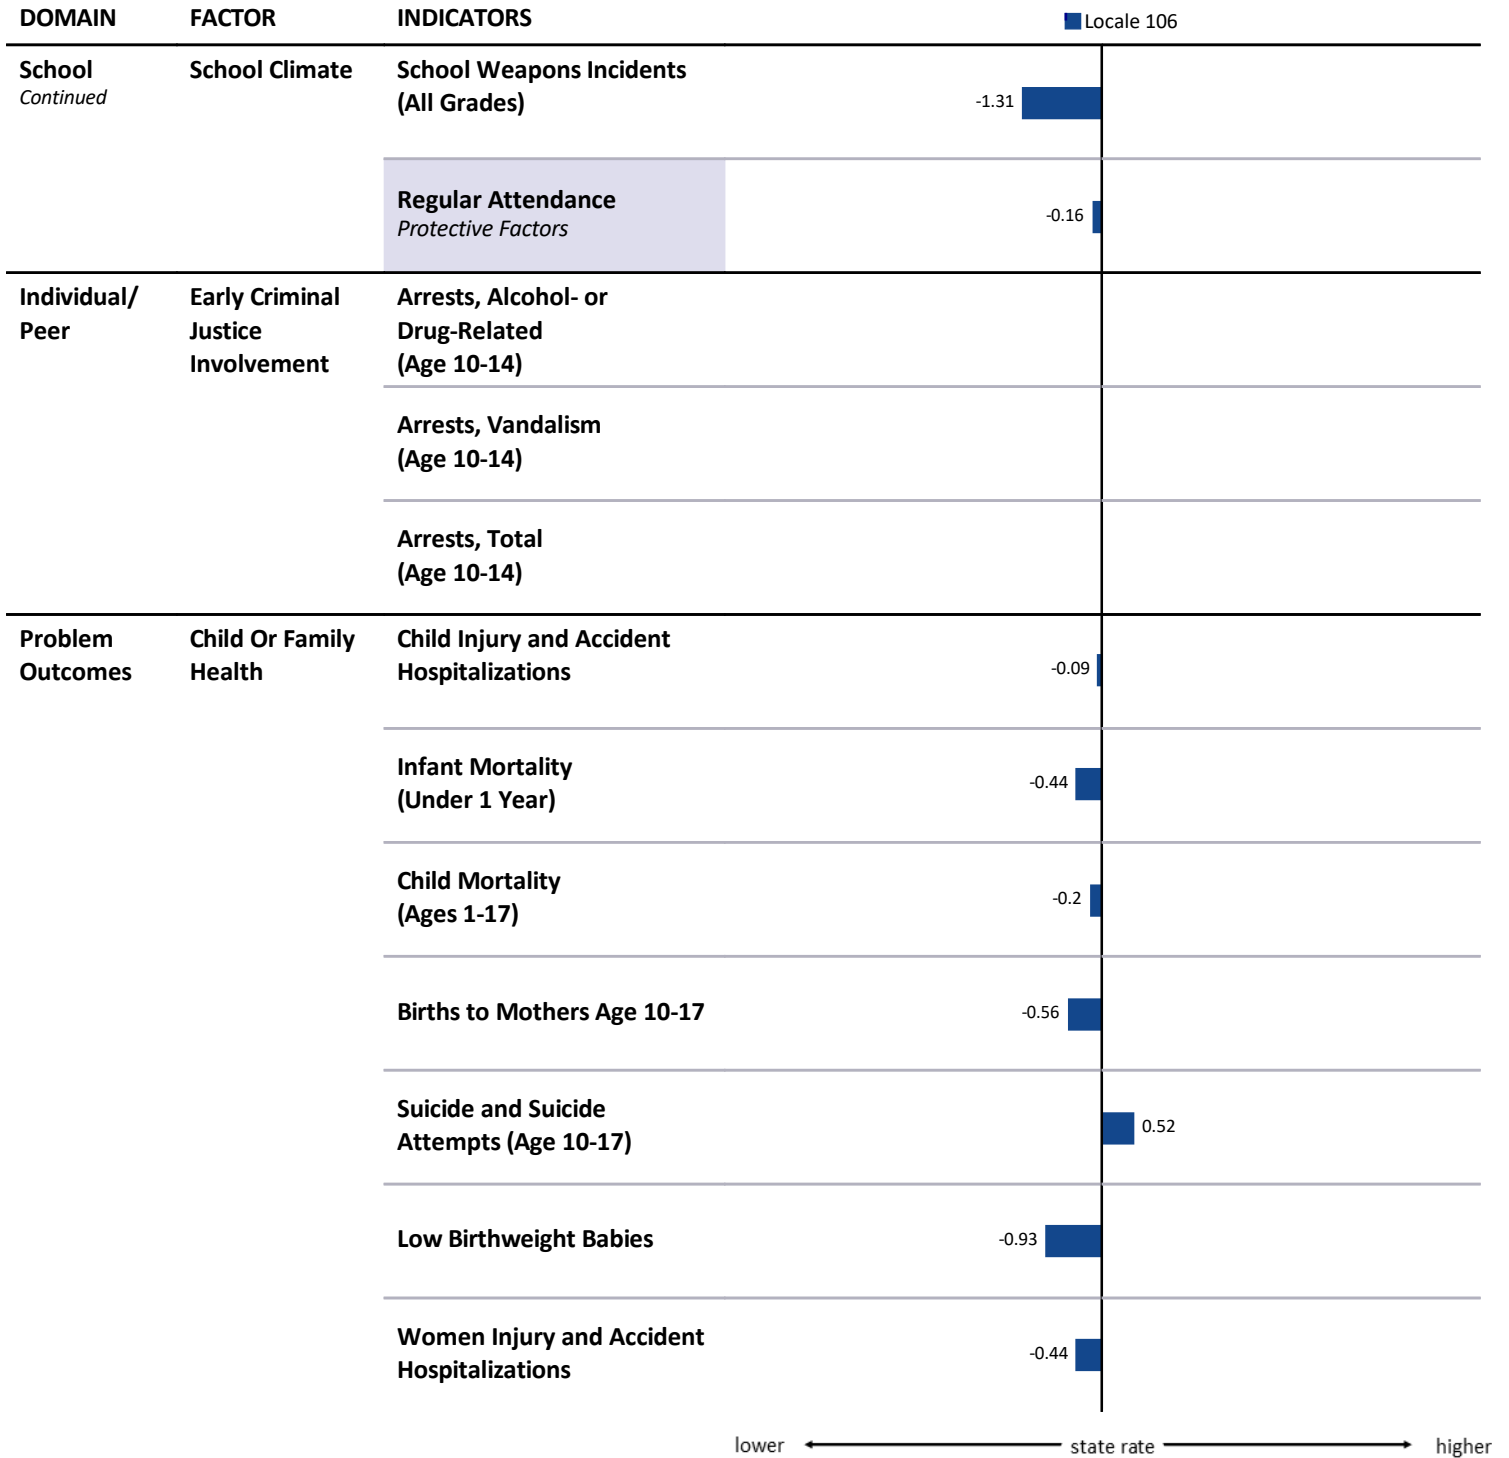 DOMAIN FACTOR INDICATORS Locale 106
School School Climate School Weapons Incidents
Continued (All Grades)
-1.31
Regular Attendance
Protective Factors
-0.16
Individual/ Early Criminal Arrests, Alcohol- or
Peer Justice Drug-Related
Involvement (Age 10-14)
Arrests, Vandalism
(Age 10-14)
Arrests, Total
(Age 10-14)
Problem Child Or Family Child Injury and Accident
Outcomes Health Hospitalizations
-0.09
Infant Mortality
(Under 1 Year)
-0.44
Child Mortality
(Ages 1-17)
-0.2
Births to Mothers Age 10-17 -0.56
Suicide and Suicide
Attempts (Age 10-17)
0.52
Low Birthweight Babies -0.93
Women Injury and Accident
Hospitalizations
-0.44
lower state rate higher